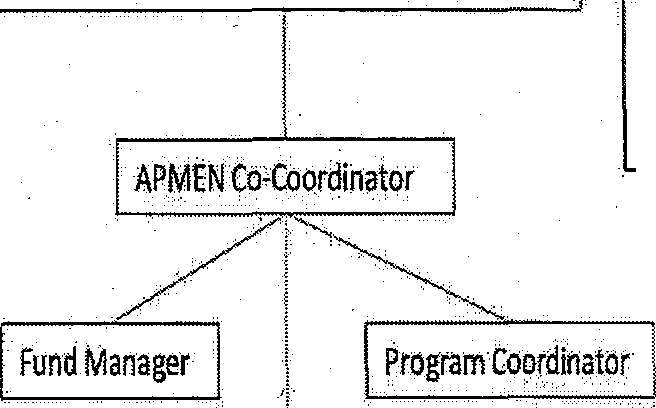 APMEN Co-Coordinator
Fund Manager
Program Coordinator